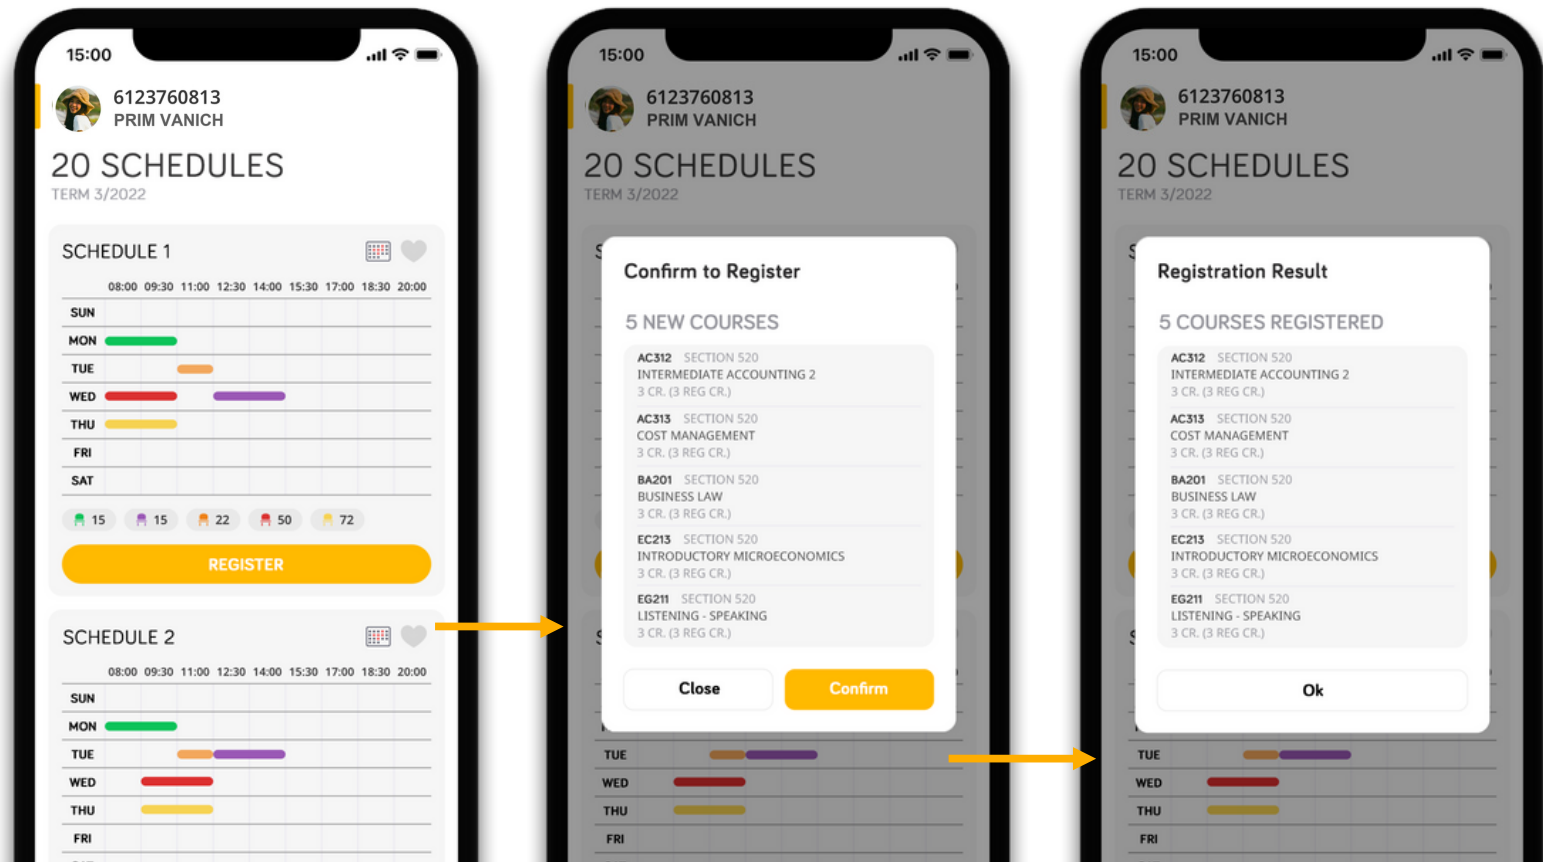 15:00
6123760813
PRIM VANICH
20 SCHEDULES
TERM 3/2022
SCHEDULE 1
08:00 09:30 11:00 12:30 14:00 15:30 17:00 18:30 20:00
SUN
MON
TUE
WED
THU
FRI
SAT
15 15 22 50 72
REGISTER
SCHEDULE 2
08:00 09:30 11:00 12:30 14:00 15:30 17:00 18:30 20:00
SUN
MON
TUE
WED
THU
FRI
15:00
6123760813
PRIM VANICH
20 SCHEDULES
TERM 3/2022
Confirm to Register
5 NEW COURSES
AC312 SECTION 520
INTERMEDIATE ACCOUNTING 2
3 CR. (3 REG CR.)
AC313 SECTION 520
COST MANAGEMENT
3 CR. (3 REG CR.)
BA201 SECTION 520
BUSINESS LAW
3 CR. (3 REG CR.)
EC213 SECTION 520
INTRODUCTORY MICROECONOMICS
3 CR. (3 REG CR.)
EG211 SECTION 520
LISTENING - SPEAKING
3 CR. (3 REG CR.)
Close Confirm
TUE
WED
THU
FRI
15:00
6123760813
PRIM VANICH
20 SCHEDULES
TERM 3/2022
Registration Result
5 COURSES REGISTERED
AC312 SECTION 520
INTERMEDIATE ACCOUNTING 2
3 CR. (3 REG CR.)
AC313 SECTION 520
COST MANAGEMENT
3 CR. (3 REG CR.)
BA201 SECTION 520
BUSINESS LAW
3 CR. (3 REG CR.)
EC213 SECTION 520
INTRODUCTORY MICROECONOMICS
3 CR. (3 REG CR.)
EG211 SECTION 520
LISTENING - SPEAKING
3 CR. (3 REG CR.)
Ok
TUE
WED
THU
FRI